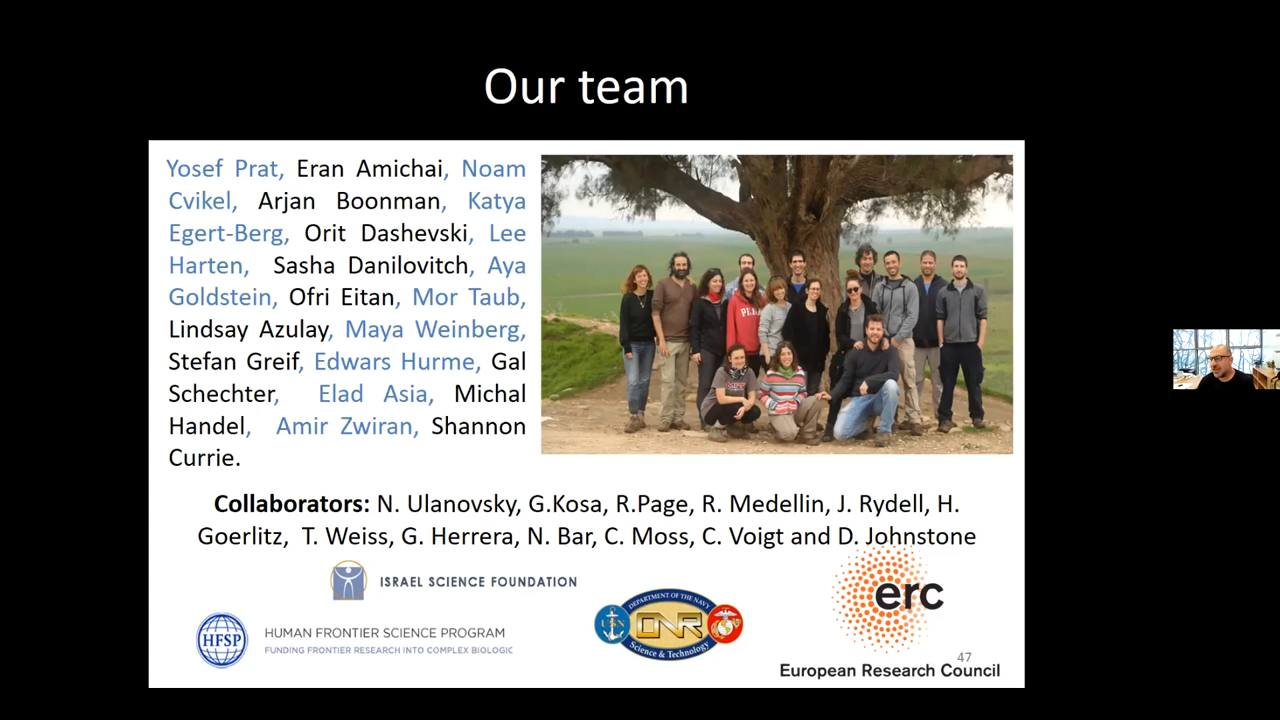 Our team
Yosef Prat, Eran Amichai, Noam
Cvikel, Arjan Boonman, Katya
Egert-Berg, Orit Dashevski, Lee
Harten, Sasha Danilovitch, Aya
Goldstein, Ofri Eitan, Mor Taub,
Lindsay Azulay, Maya Weinberg,
Stefan Greif, Edwars Hurme, Gal
Schechter, Elad Asia, Michal
Handel, Amir Zwiran, Shannon
Currie.
Collaborators: N. Ulanovsky, G.Kosa, R.Page, R. Medellin, J. Rydell, H.
Goerlitz, T. Weiss, G. Herrera, N. Bar, C. Moss, C. Voigt and D. Johnstone
ISRAEL SCIENCE FOUNDATION
HFSP
HUMAN FRONTIER SCIENCE PROGRAM
FUNDING FRONTIER RESEARCH INTO COMPLEX BIOLOGIC
DEPARTMENT OF THE NAVY
USN
ONR
Science & Technology
erc
47
European Research Council